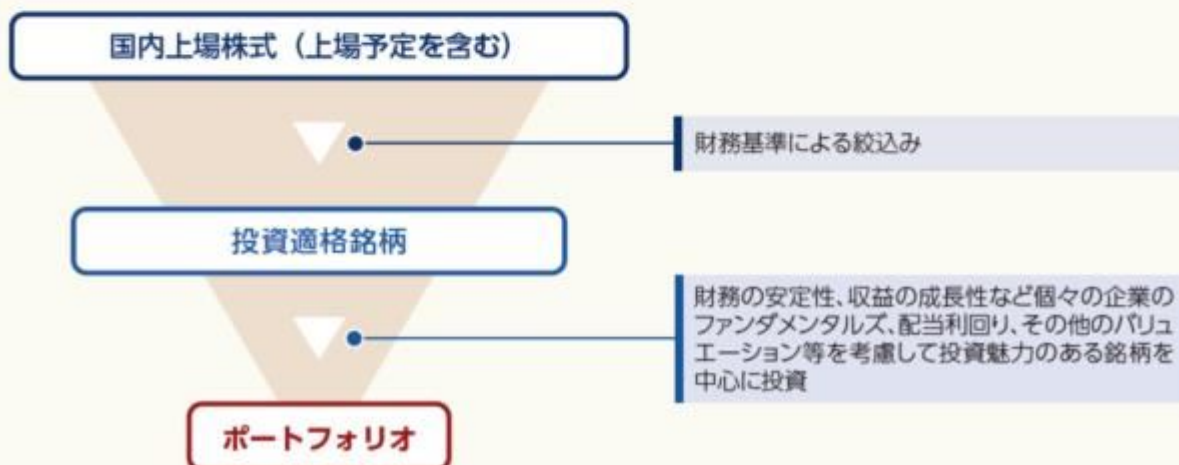 国内上場株式（上場予定を含む）
財務基準による絞込み
投資適格銘柄
財務の安定性、収益の成長性など個々の企業の
ファンダメンタルズ、配当利回り、その他のバリュ
エーション等を考慮して投資魅力のある銘柄を
中心に投資
ポートフォリオ